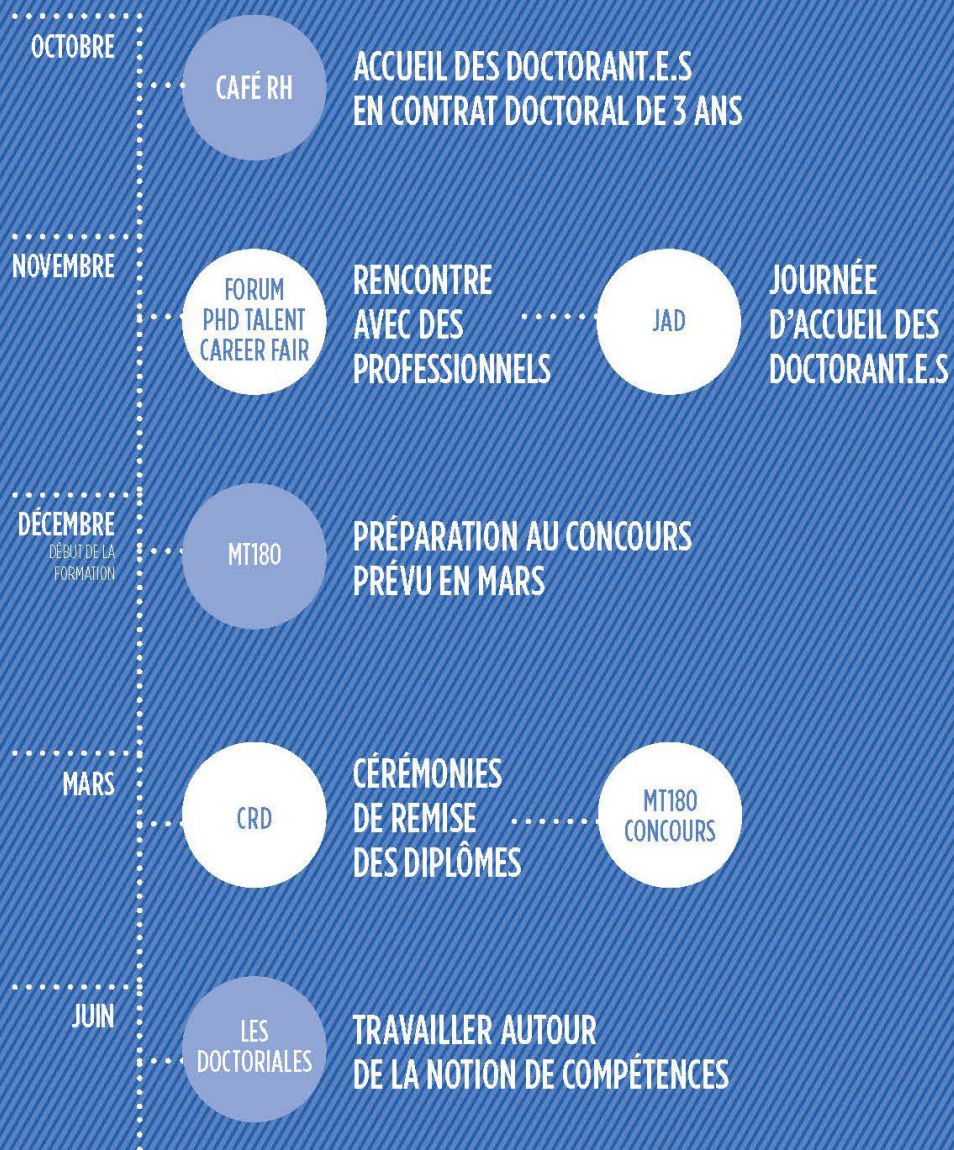 OCTOBRE
CAFÉ RH
ACCUEIL DES DOCTORANT.E.S
EN CONTRAT DOCTORAL DE 3 ANS
NOVEMBRE
FORUM
PHD TALENT
CAREER FAIR
RENCONTRE
AVEC DES
PROFESSIONNELS
JAD
JOURNÉE
D’ACCUEIL DES
DOCTORANT.E.S
DÉCEMBRE
DÉBUT DE LA
FORMATION
MT180
PRÉPARATION AU CONCOURS
PRÉVU EN MARS
MARS
CRD
CÉRÉMONIES
DE REMISE
DES DIPLÔMES
MT180
CONCOURS
JUIN
LES
DOCTORIALES
TRAVAILLER AUTOUR
DE LA NOTION DE COMPÉTENCES